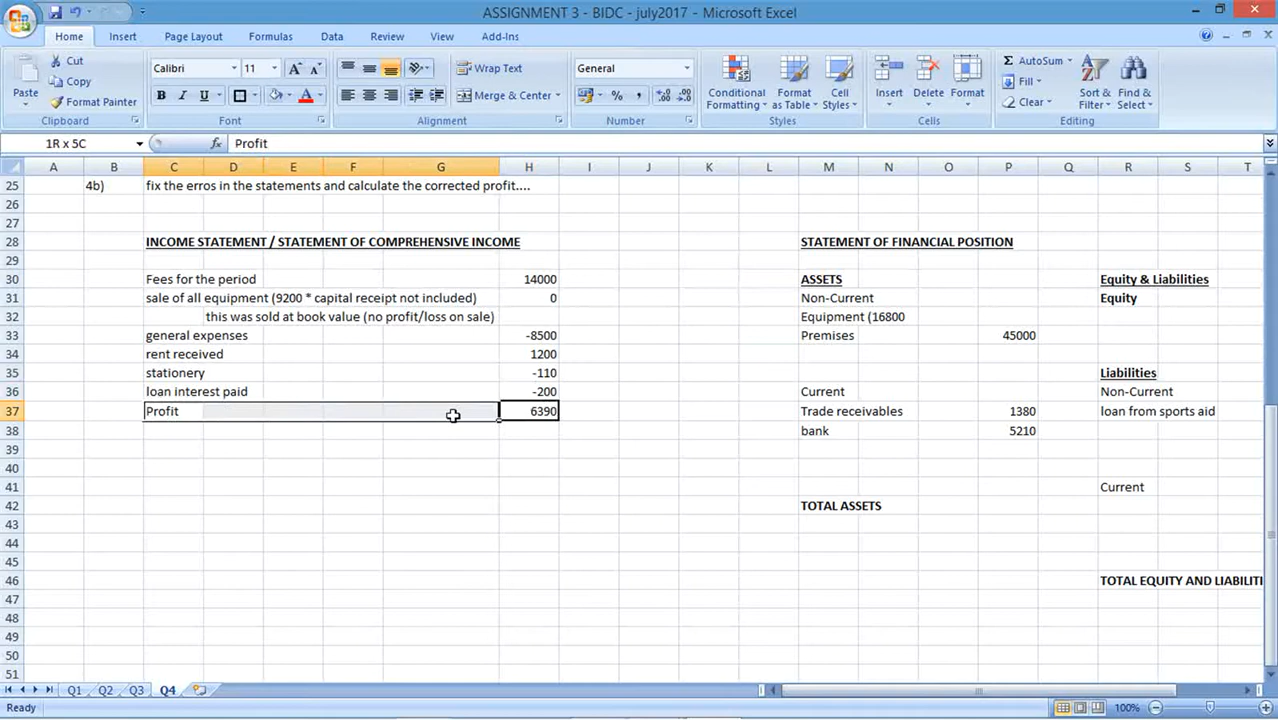 ASSIGNMENT 3 - BIDC - july2017 - Microsoft Excel
Home Insert Page Layout Formulas Data Review View Add-Ins
Paste Cut Copy Format Painter
Calibri 11
B I U A
Wrap Text
Merge & Center
General
% ,
Conditional Formatting Format as Table Cell Styles
Insert Delete Format
AutoSum Fill Clear
Sort & Filter Find & Select
Clipboard Font Alignment Number Styles Cells Editing
1R x 5C fx Profit
A B C D E F G H I J K L M N O P Q R S T
25 4b) fix the erros in the statements and calculate the corrected profit....
26
27
28 INCOME STATEMENT / STATEMENT OF COMPREHENSIVE INCOME STATEMENT OF FINANCIAL POSITION
29
30 Fees for the period 14000 ASSETS Equity & Liabilities
31 sale of all equipment (9200 * capital receipt not included) 0 Non-Current Equity
32 this was sold at book value (no profit/loss on sale) Equipment (16800
33 general expenses -8500 Premises 45000
34 rent received 1200
35 stationery -110 Liabilities
36 loan interest paid -200 Current Non-Current
37 Profit 6390 Trade receivables 1380 loan from sports aid
38 bank 5210
39
40
41 Current
42 TOTAL ASSETS
43
44
45
46 TOTAL EQUITY AND LIABILITI
47
48
49
50
51
Q1 Q2 Q3 Q4
Ready 100%